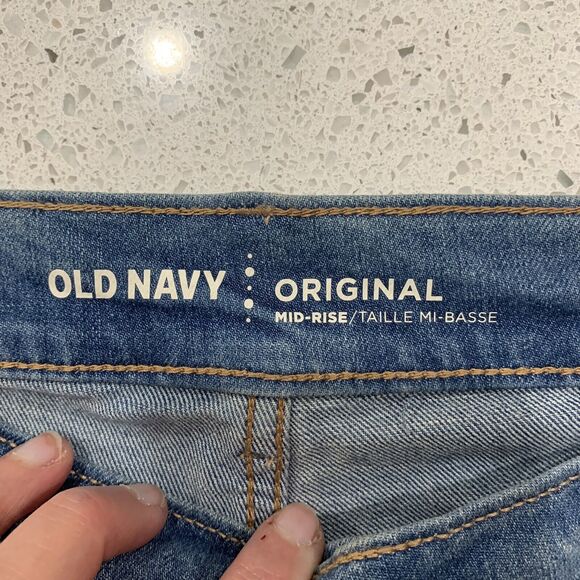 OLD NAVY
ORIGINAL
MID-RISE/TAILLE MI-BASSE